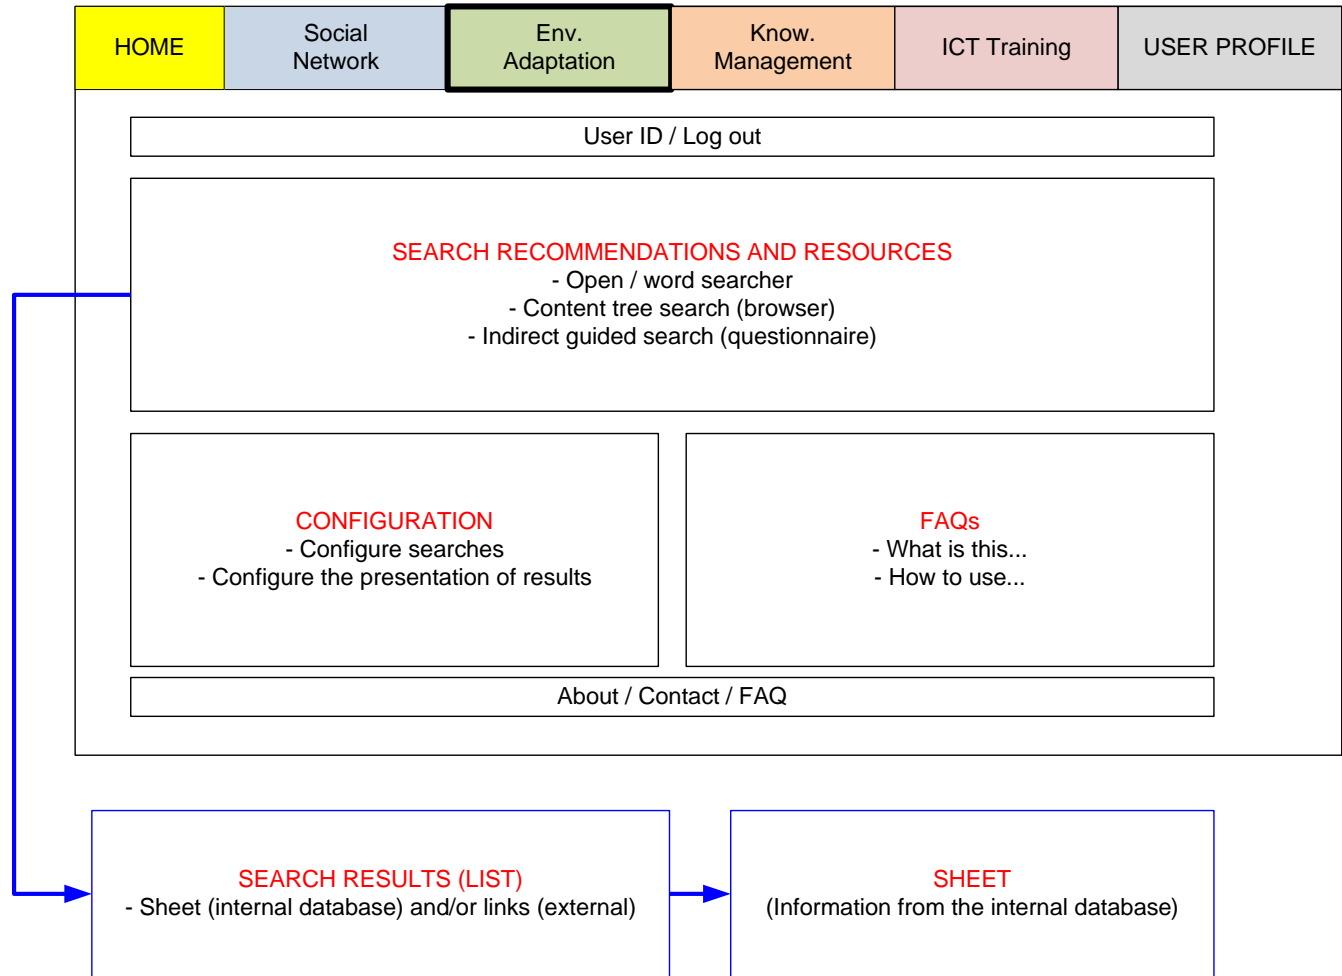 HOME
Social
Network
Env.
Adaptation
Know.
Management
ICT Training
USER PROFILE
User ID / Log out
SEARCH RECOMMENDATIONS AND RESOURCES
- Open / word searcher
- Content tree search (browser)
- Indirect guided search (questionnaire)
CONFIGURATION
- Configure searches
- Configure the presentation of results
FAQs
- What is this...
- How to use...
About / Contact / FAQ
SEARCH RESULTS (LIST)
- Sheet (internal database) and/or links (external)
SHEET
(Information from the internal database)